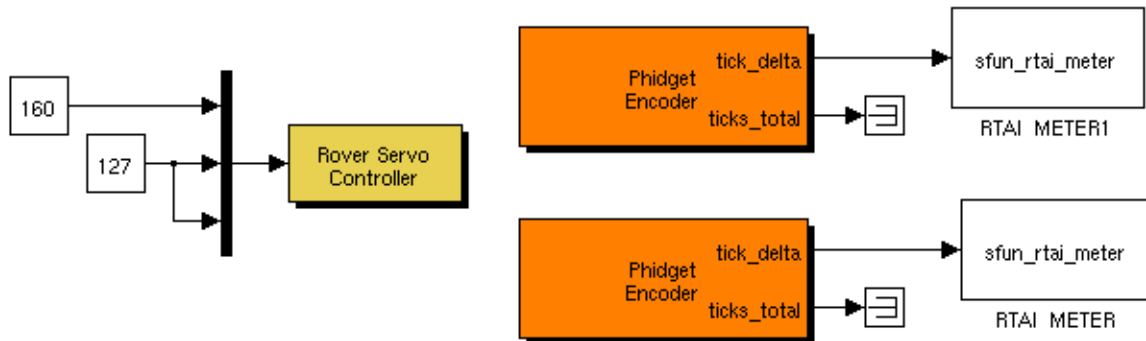 160
127
Rover Servo
Controller
Phidget
Encoder
tick_delta
ticks_total
sfun_rtai_meter
RTAI METER1
Phidget
Encoder
tick_delta
ticks_total
sfun_rtai_meter
RTAI METER